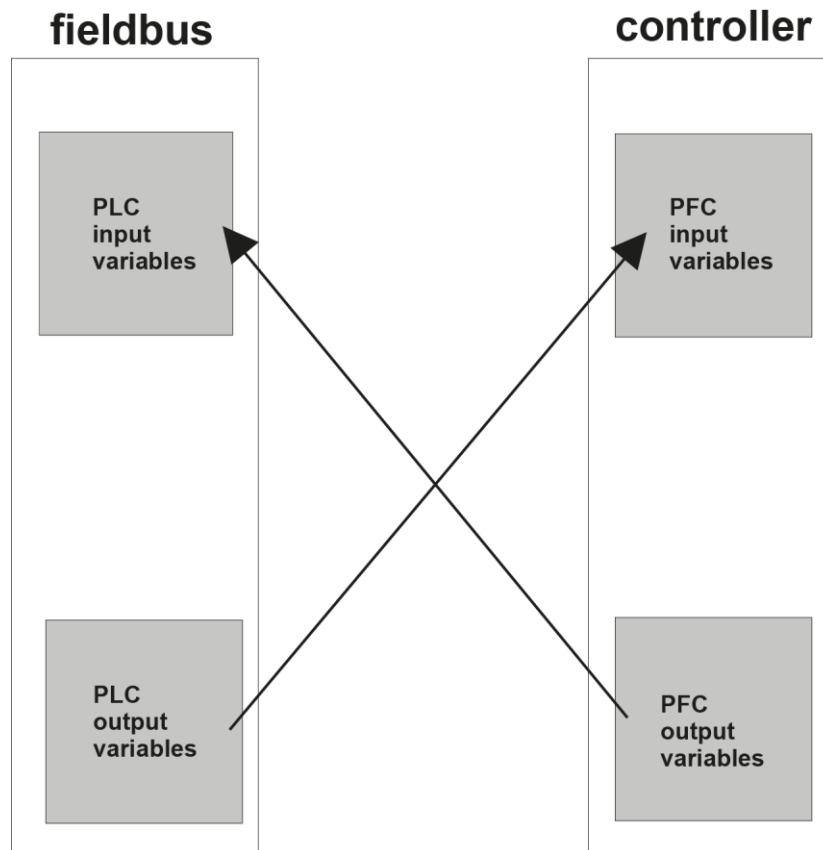 fieldbus
controller
PLC
input
variables
PFC
input
variables
PLC
output
variables
PFC
output
variables